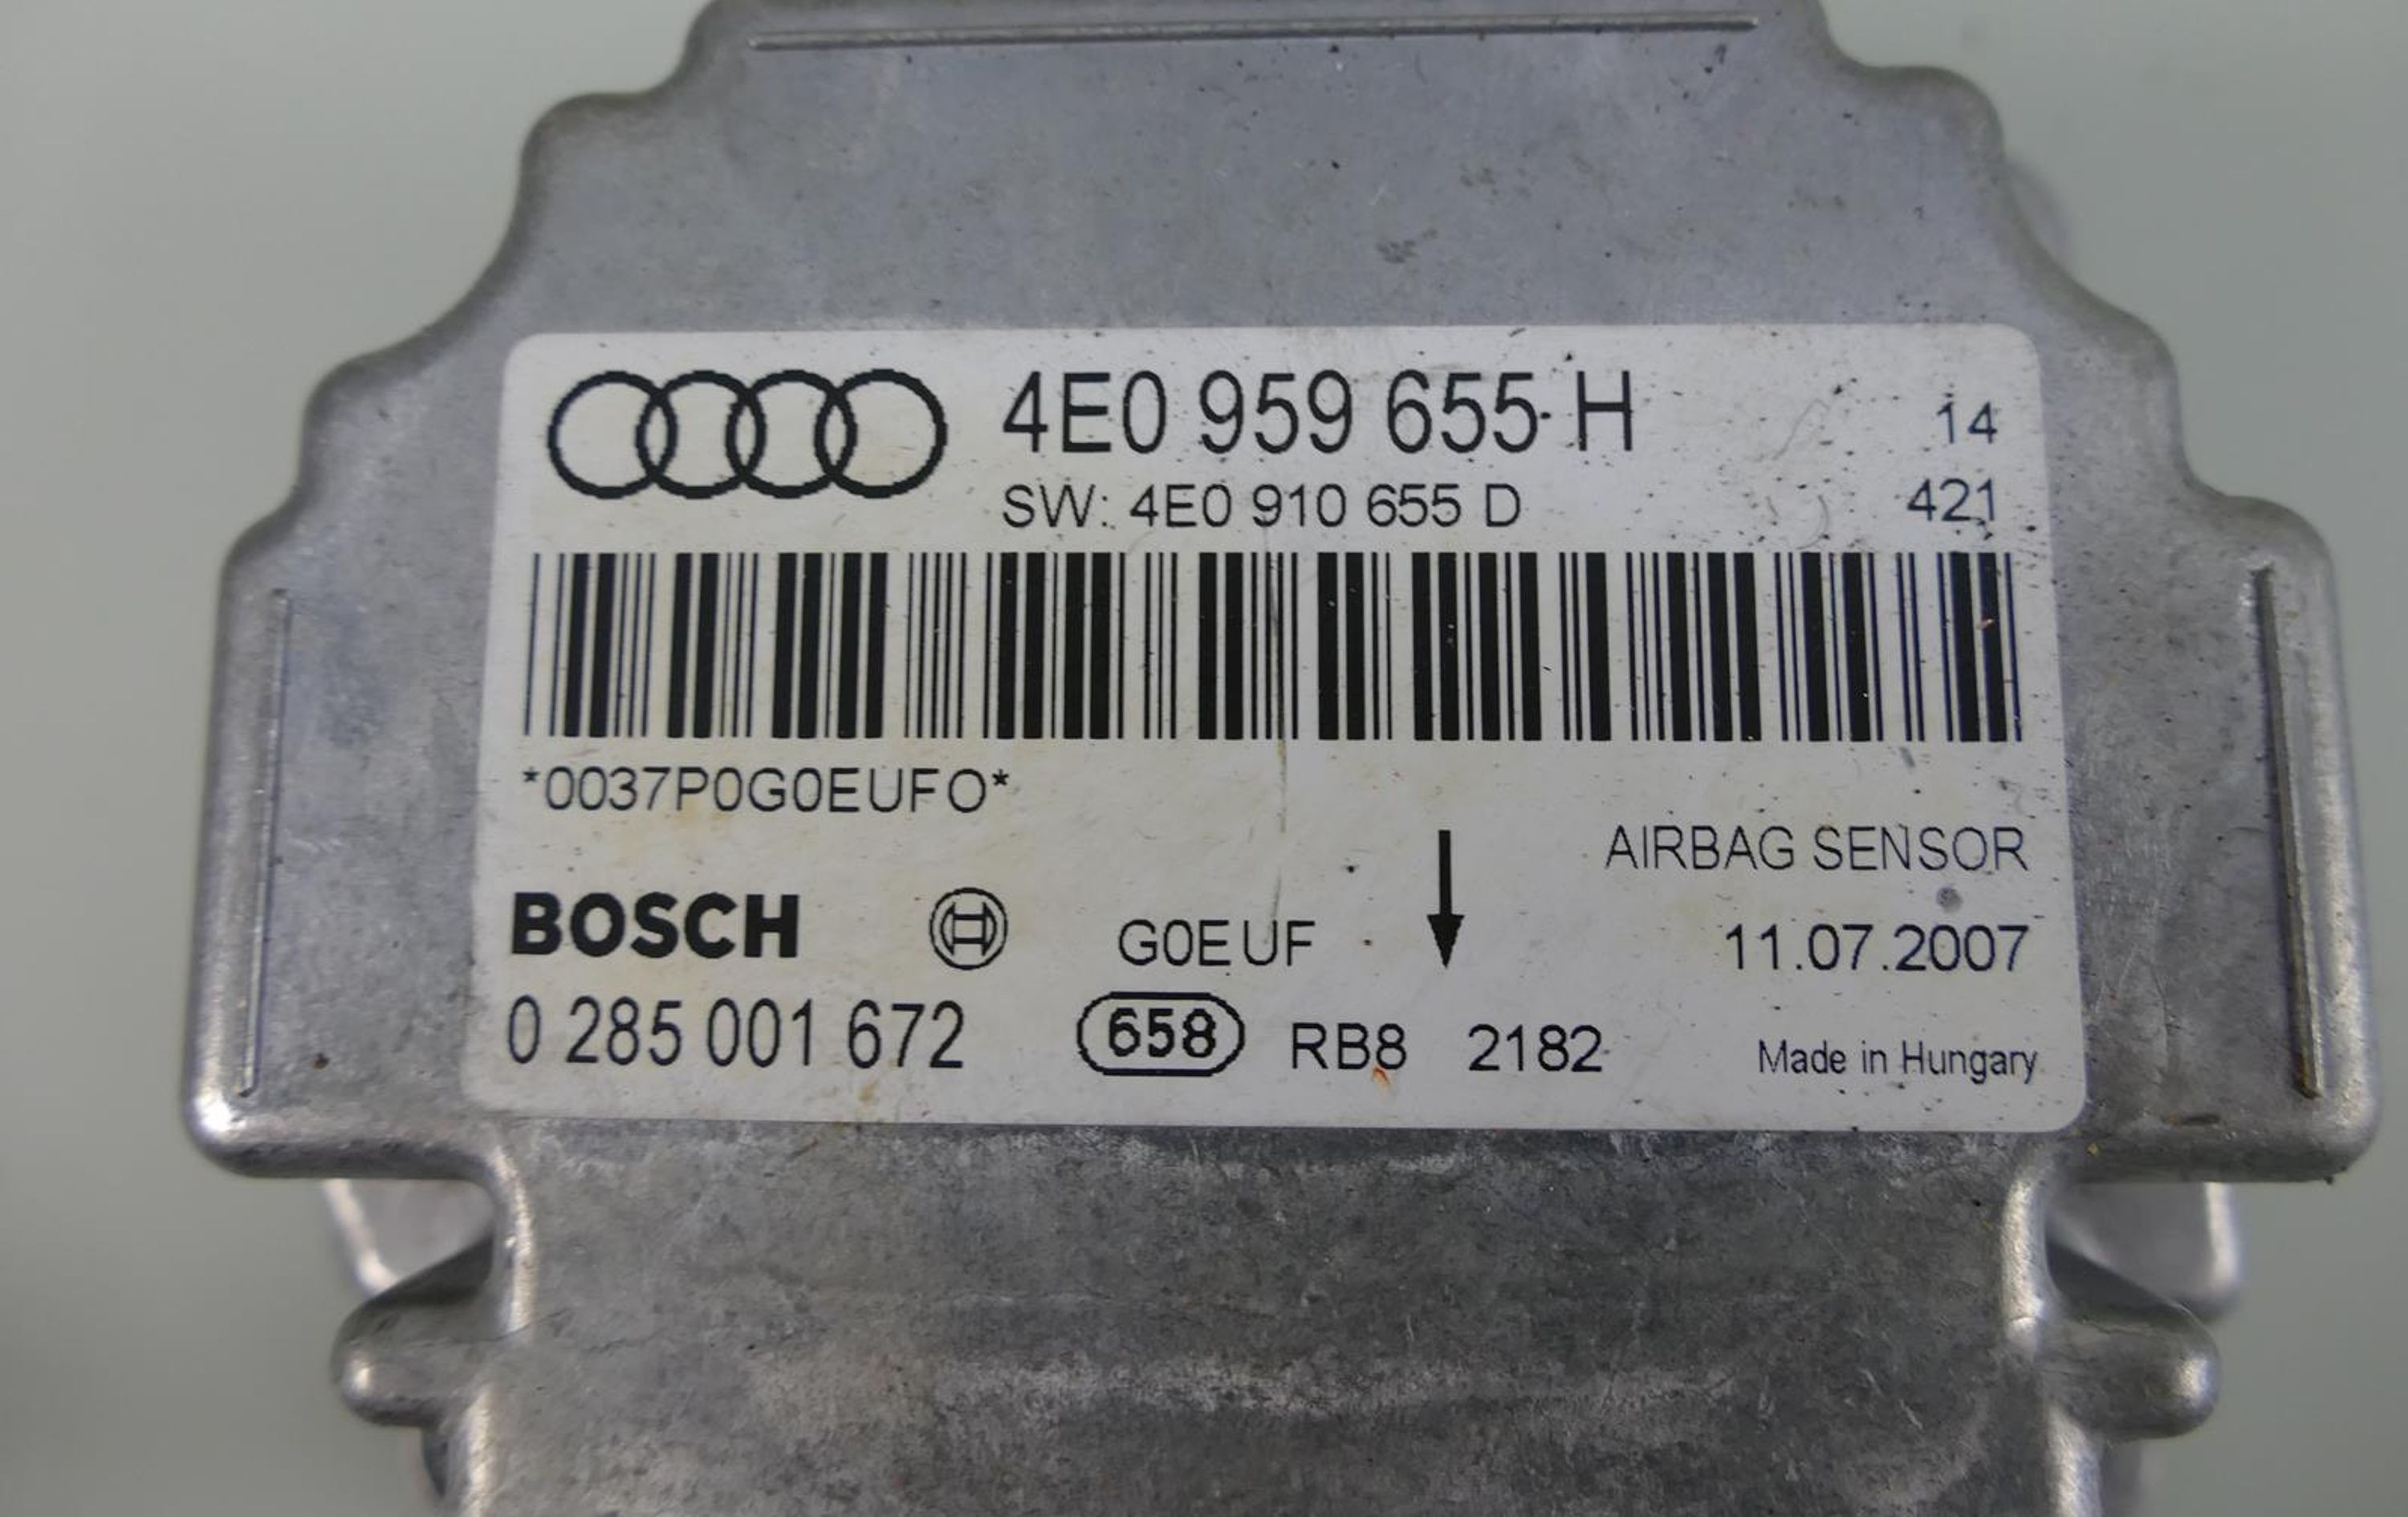 4E0 959 655 H 14
SW: 4E0 910 655 D 421
*0037P0G0EUFO*
AIRBAG SENSOR
BOSCH G0EUF 11.07.2007
0 285 001 672 658 RB8 2182 Made in Hungary